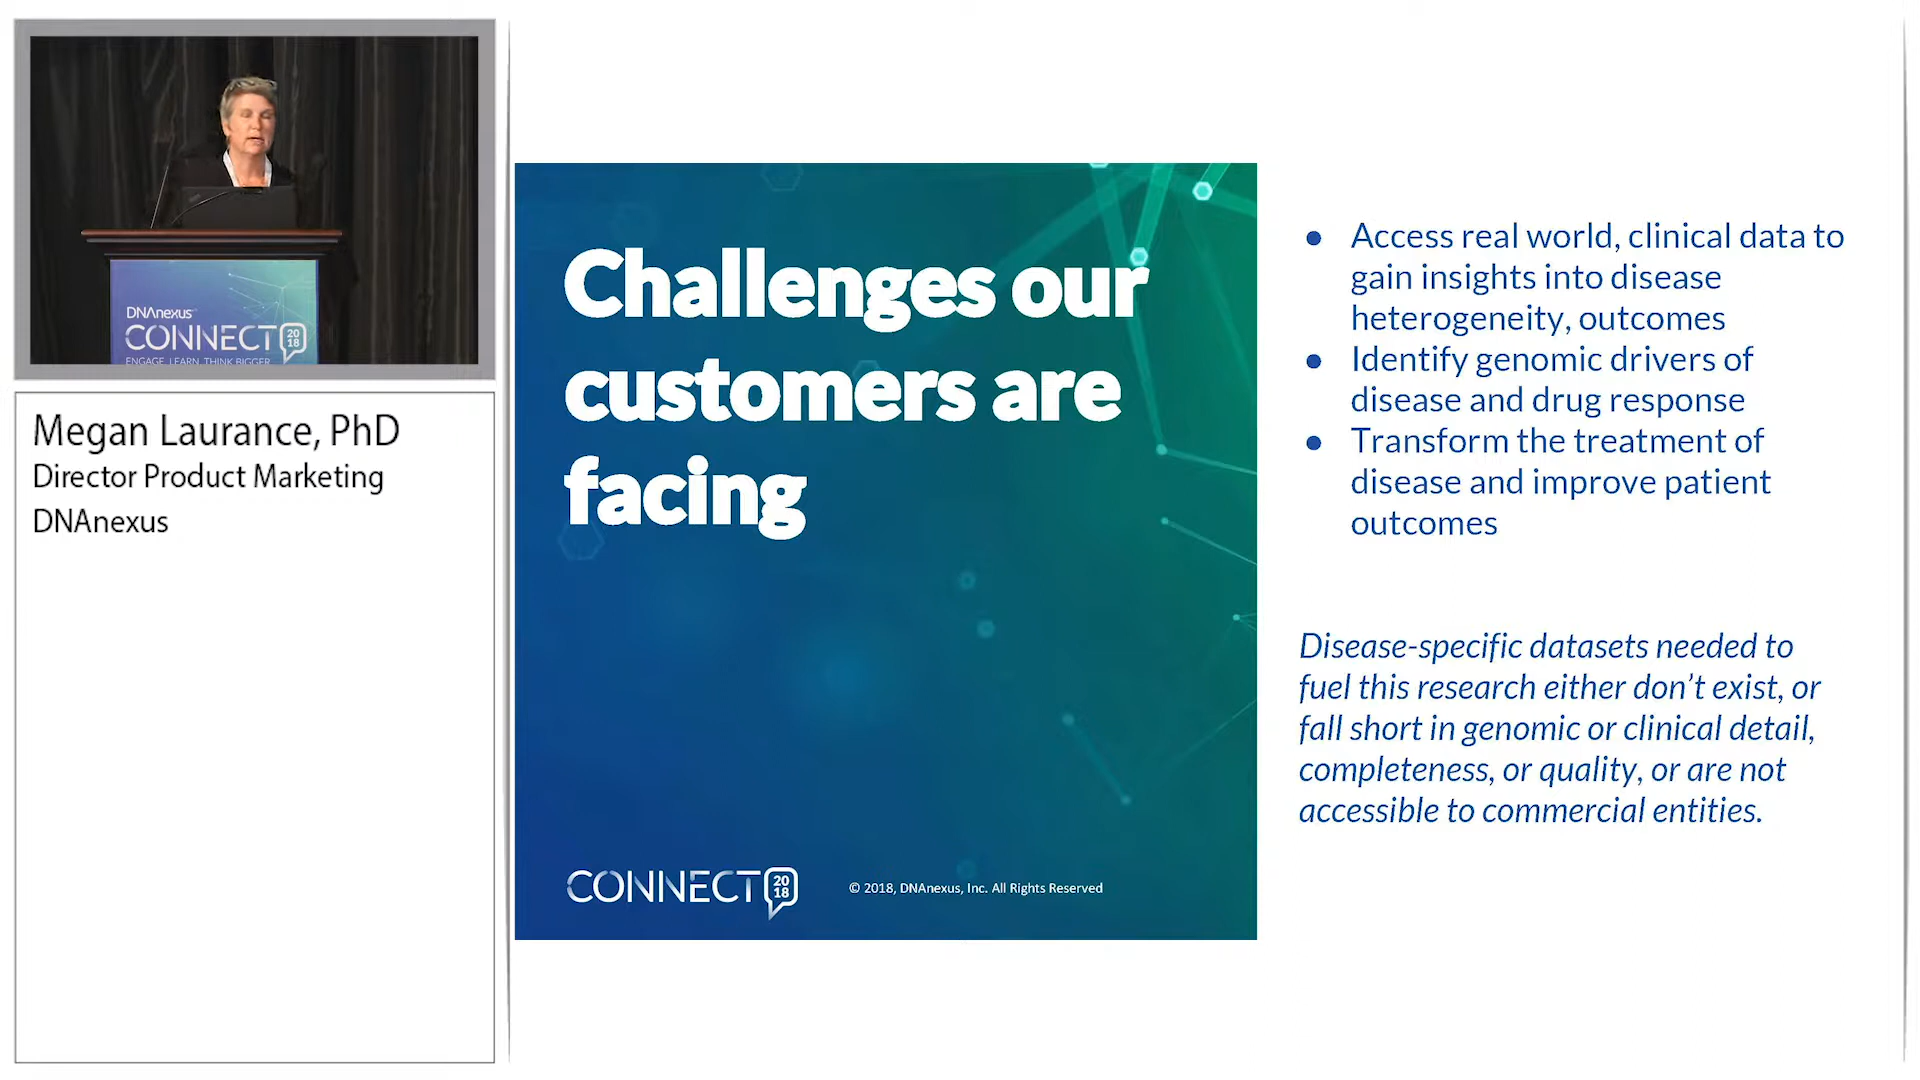 DNAnexus
CONNECT 20 18
ENGAGE. LEARN. THINK BIGGER
Megan Laurance, PhD
Director Product Marketing
DNAnexus
Challenges our
customers are
facing
CONNECT 20 18
© 2018, DNAnexus, Inc. All Rights Reserved
● Access real world, clinical data to
gain insights into disease
heterogeneity, outcomes
● Identify genomic drivers of
disease and drug response
● Transform the treatment of
disease and improve patient
outcomes
Disease-specific datasets needed to
fuel this research either don’t exist, or
fall short in genomic or clinical detail,
completeness, or quality, or are not
accessible to commercial entities.